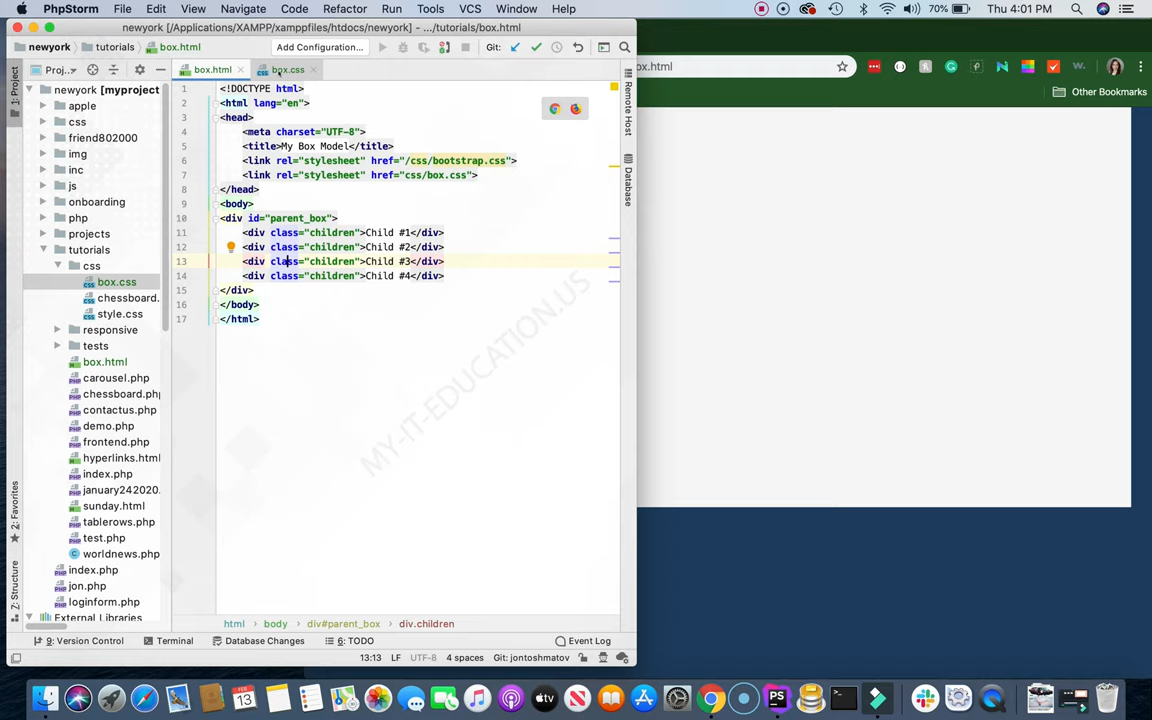 PhpStorm File Edit View Navigate Code Refactor Run Tools VCS Window Help 70% Thu 4:01 PM
newyork [/Applications/XAMPP/xamppfiles/htdocs/newyork] - .../tutorials/box.html
newyork tutorials box.html Add Configuration... Git:
Proj... box.html box.css
box.html
Other Bookmarks
1: Project
2: Favorites
7: Structure
Remote Host
Database
newyork [myproject
apple
css
friend802000
img
inc
js
onboarding
php
projects
tutorials
css
box.css
chessboard.
style.css
responsive
tests
box.html
carousel.php
chessboard.php
contactus.php
demo.php
frontend.php
hyperlinks.html
index.php
january242020.
sunday.html
tablerows.php
test.php
worldnews.php
index.php
jon.php
loginform.php
External Libraries
1 <!DOCTYPE html>
2 <html lang="en">
3 <head>
4 <meta charset="UTF-8">
5 <title>My Box Model</title>
6 <link rel="stylesheet" href="/css/bootstrap.css">
7 <link rel="stylesheet" href="css/box.css">
8 </head>
9 <body>
10 <div id="parent_box">
11 <div class="children">Child #1</div>
12 <div class="children">Child #2</div>
13 <div class="children">Child #3</div>
14 <div class="children">Child #4</div>
15 </div>
16 </body>
17 </html>
MY-IT-EDUCATION.US
html body div#parent_box div.children
9: Version Control Terminal Database Changes 6: TODO Event Log
13:13 LF UTF-8 4 spaces Git: jontoshmatov
FEB
13
PS